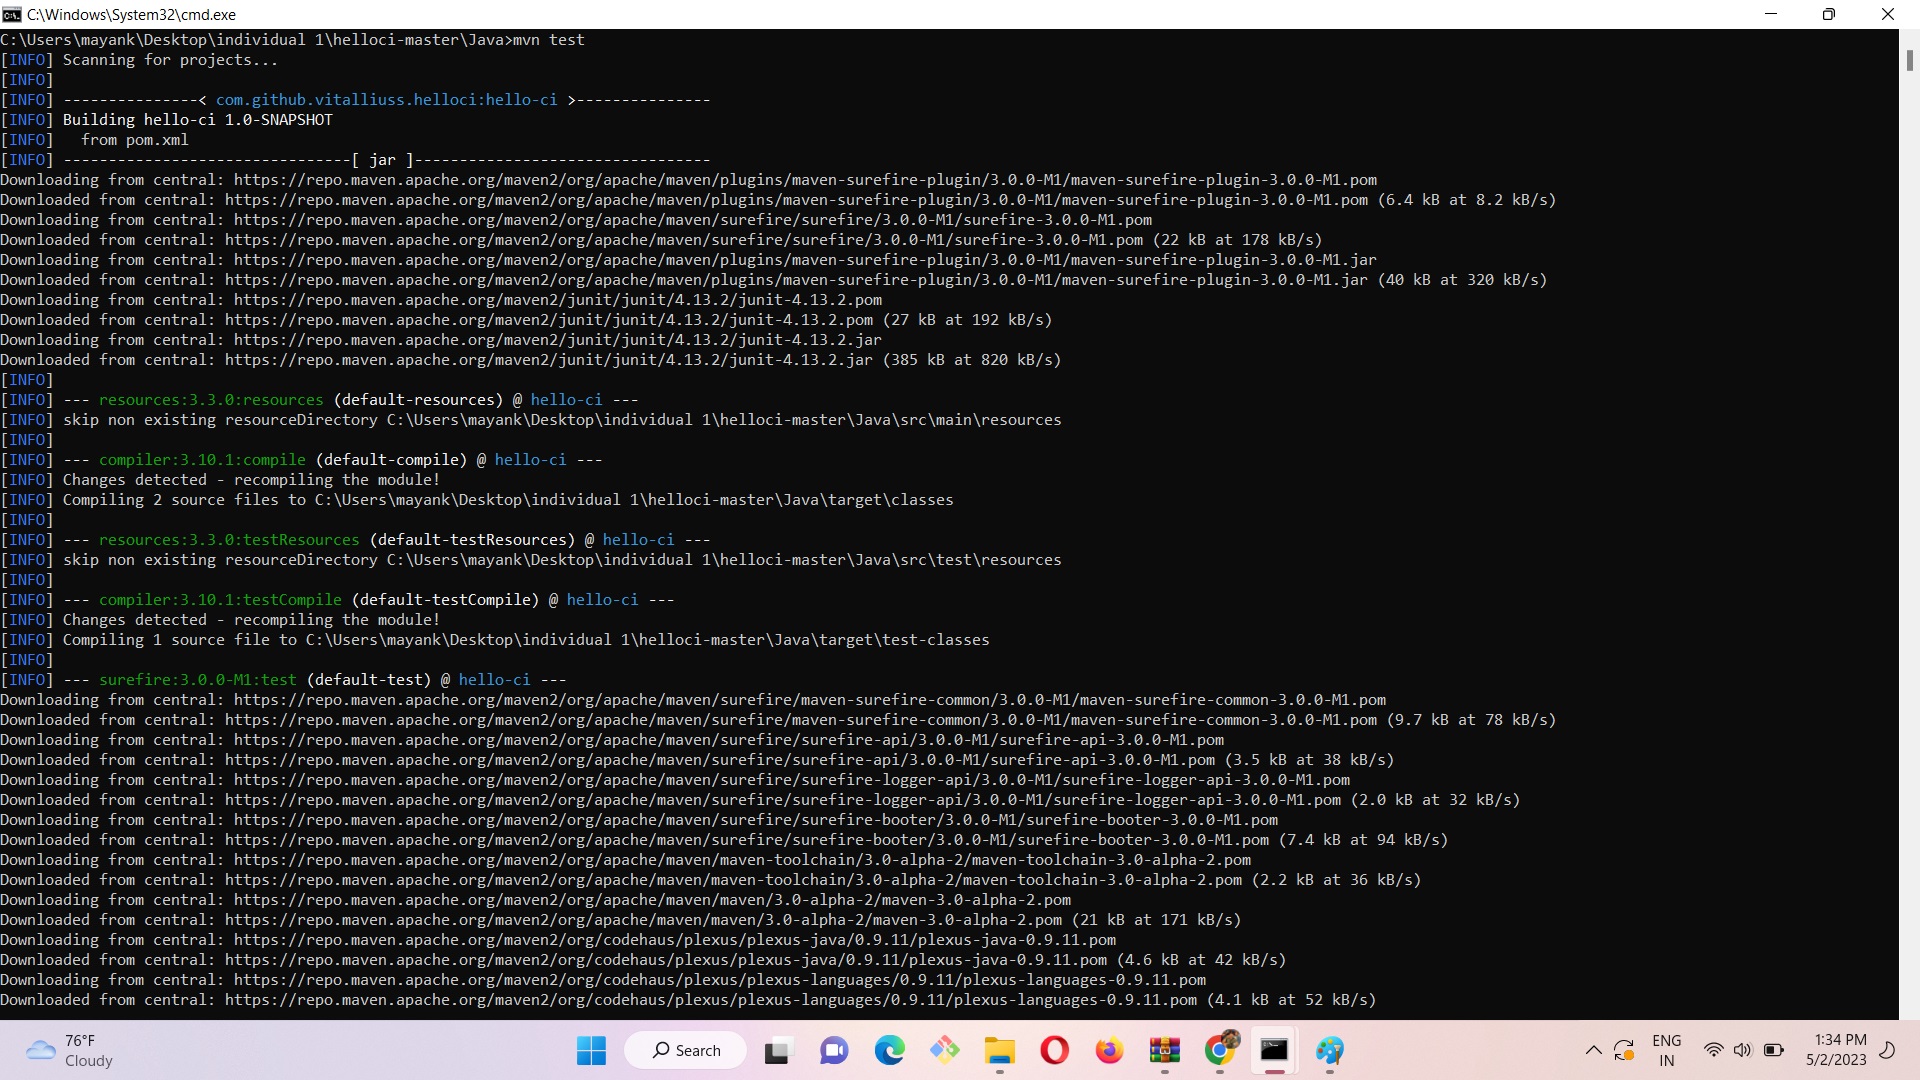 C:\Windows\System32\cmd.exe
C:\Users\mayank\Desktop\individual 1\helloci-master\Java>mvn test
[INFO] Scanning for projects...
[INFO]
[INFO] ---------------< com.github.vitalliuss.helloci:hello-ci >---------------
[INFO] Building hello-ci 1.0-SNAPSHOT
[INFO]   from pom.xml
[INFO] --------------------------------[ jar ]---------------------------------
Downloading from central: https://repo.maven.apache.org/maven2/org/apache/maven/plugins/maven-surefire-plugin/3.0.0-M1/maven-surefire-plugin-3.0.0-M1.pom
Downloaded from central: https://repo.maven.apache.org/maven2/org/apache/maven/plugins/maven-surefire-plugin/3.0.0-M1/maven-surefire-plugin-3.0.0-M1.pom (6.4 kB at 8.2 kB/s)
Downloading from central: https://repo.maven.apache.org/maven2/org/apache/maven/surefire/surefire/3.0.0-M1/surefire-3.0.0-M1.pom
Downloaded from central: https://repo.maven.apache.org/maven2/org/apache/maven/surefire/surefire/3.0.0-M1/surefire-3.0.0-M1.pom (22 kB at 178 kB/s)
Downloading from central: https://repo.maven.apache.org/maven2/org/apache/maven/plugins/maven-surefire-plugin/3.0.0-M1/maven-surefire-plugin-3.0.0-M1.jar
Downloaded from central: https://repo.maven.apache.org/maven2/org/apache/maven/plugins/maven-surefire-plugin/3.0.0-M1/maven-surefire-plugin-3.0.0-M1.jar (40 kB at 320 kB/s)
Downloading from central: https://repo.maven.apache.org/maven2/junit/junit/4.13.2/junit-4.13.2.pom
Downloaded from central: https://repo.maven.apache.org/maven2/junit/junit/4.13.2/junit-4.13.2.pom (27 kB at 192 kB/s)
Downloading from central: https://repo.maven.apache.org/maven2/junit/junit/4.13.2/junit-4.13.2.jar
Downloaded from central: https://repo.maven.apache.org/maven2/junit/junit/4.13.2/junit-4.13.2.jar (385 kB at 820 kB/s)
[INFO]
[INFO] --- resources:3.3.0:resources (default-resources) @ hello-ci ---
[INFO] skip non existing resourceDirectory C:\Users\mayank\Desktop\individual 1\helloci-master\Java\src\main\resources
[INFO]
[INFO] --- compiler:3.10.1:compile (default-compile) @ hello-ci ---
[INFO] Changes detected - recompiling the module!
[INFO] Compiling 2 source files to C:\Users\mayank\Desktop\individual 1\helloci-master\Java\target\classes
[INFO]
[INFO] --- resources:3.3.0:testResources (default-testResources) @ hello-ci ---
[INFO] skip non existing resourceDirectory C:\Users\mayank\Desktop\individual 1\helloci-master\Java\src\test\resources
[INFO]
[INFO] --- compiler:3.10.1:testCompile (default-testCompile) @ hello-ci ---
[INFO] Changes detected - recompiling the module!
[INFO] Compiling 1 source file to C:\Users\mayank\Desktop\individual 1\helloci-master\Java\target\test-classes
[INFO]
[INFO] --- surefire:3.0.0-M1:test (default-test) @ hello-ci ---
Downloading from central: https://repo.maven.apache.org/maven2/org/apache/maven/surefire/maven-surefire-common/3.0.0-M1/maven-surefire-common-3.0.0-M1.pom
Downloaded from central: https://repo.maven.apache.org/maven2/org/apache/maven/surefire/maven-surefire-common/3.0.0-M1/maven-surefire-common-3.0.0-M1.pom (9.7 kB at 78 kB/s)
Downloading from central: https://repo.maven.apache.org/maven2/org/apache/maven/surefire/surefire-api/3.0.0-M1/surefire-api-3.0.0-M1.pom
Downloaded from central: https://repo.maven.apache.org/maven2/org/apache/maven/surefire/surefire-api/3.0.0-M1/surefire-api-3.0.0-M1.pom (3.5 kB at 38 kB/s)
Downloading from central: https://repo.maven.apache.org/maven2/org/apache/maven/surefire/surefire-logger-api/3.0.0-M1/surefire-logger-api-3.0.0-M1.pom
Downloaded from central: https://repo.maven.apache.org/maven2/org/apache/maven/surefire/surefire-logger-api/3.0.0-M1/surefire-logger-api-3.0.0-M1.pom (2.0 kB at 32 kB/s)
Downloading from central: https://repo.maven.apache.org/maven2/org/apache/maven/surefire/surefire-booter/3.0.0-M1/surefire-booter-3.0.0-M1.pom
Downloaded from central: https://repo.maven.apache.org/maven2/org/apache/maven/surefire/surefire-booter/3.0.0-M1/surefire-booter-3.0.0-M1.pom (7.4 kB at 94 kB/s)
Downloading from central: https://repo.maven.apache.org/maven2/org/apache/maven/maven-toolchain/3.0-alpha-2/maven-toolchain-3.0-alpha-2.pom
Downloaded from central: https://repo.maven.apache.org/maven2/org/apache/maven/maven-toolchain/3.0-alpha-2/maven-toolchain-3.0-alpha-2.pom (2.2 kB at 36 kB/s)
Downloading from central: https://repo.maven.apache.org/maven2/org/apache/maven/maven/3.0-alpha-2/maven-3.0-alpha-2.pom
Downloaded from central: https://repo.maven.apache.org/maven2/org/apache/maven/maven/3.0-alpha-2/maven-3.0-alpha-2.pom (21 kB at 171 kB/s)
Downloading from central: https://repo.maven.apache.org/maven2/org/codehaus/plexus/plexus-java/0.9.11/plexus-java-0.9.11.pom
Downloaded from central: https://repo.maven.apache.org/maven2/org/codehaus/plexus/plexus-java/0.9.11/plexus-java-0.9.11.pom (4.6 kB at 42 kB/s)
Downloading from central: https://repo.maven.apache.org/maven2/org/codehaus/plexus/plexus-languages/0.9.11/plexus-languages-0.9.11.pom
Downloaded from central: https://repo.maven.apache.org/maven2/org/codehaus/plexus/plexus-languages/0.9.11/plexus-languages-0.9.11.pom (4.1 kB at 52 kB/s)
76°F
Cloudy
Search
ENG
IN
1:34 PM
5/2/2023